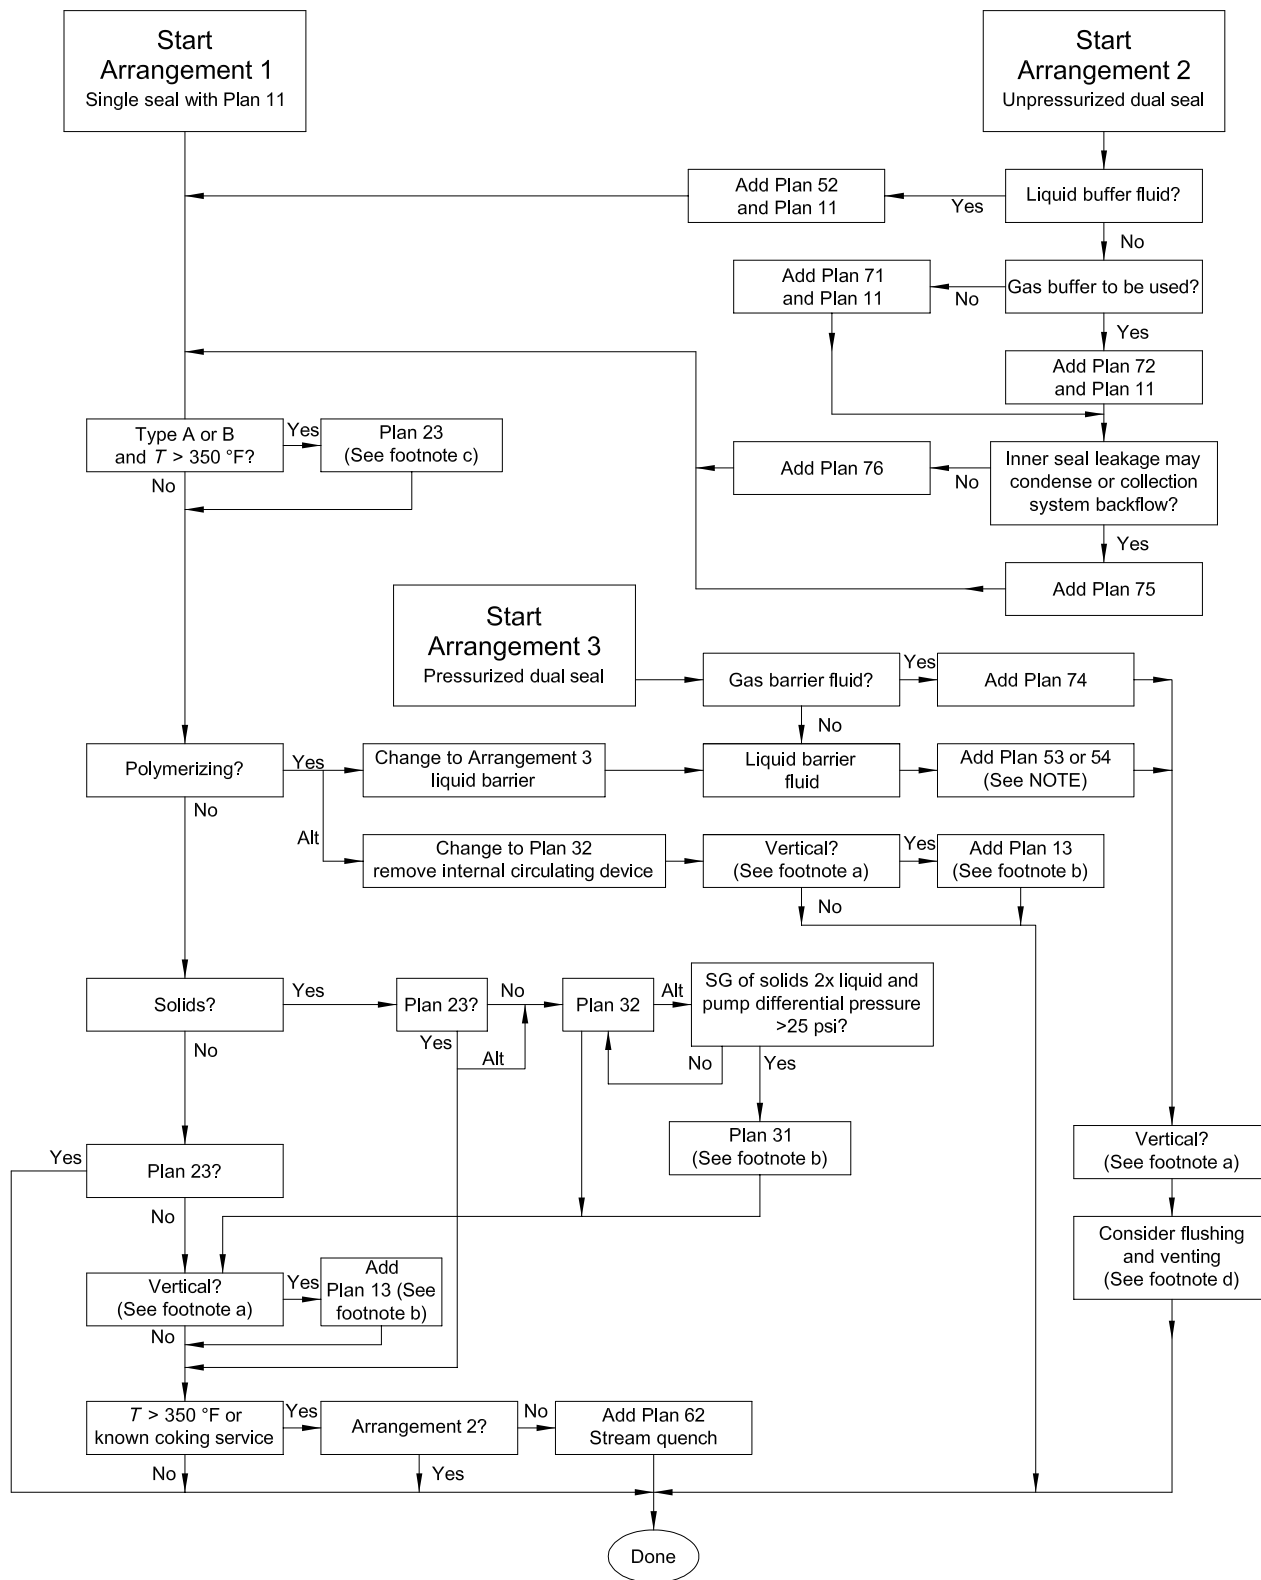 Start
Arrangement 1
Single seal with Plan 11
Start
Arrangement 2
Unpressurized dual seal
Add Plan 52
and Plan 11
Yes
Liquid buffer fluid?
No
Add Plan 71
and Plan 11
No
Gas buffer to be used?
Yes
Add Plan 72
and Plan 11
Type A or B
and T > 350 °F?
Yes
Plan 23
(See footnote c)
No
Add Plan 76
No
Inner seal leakage may
condense or collection
system backflow?
Yes
Add Plan 75
Start
Arrangement 3
Pressurized dual seal
Gas barrier fluid?
Yes
Add Plan 74
No
Polymerizing?
Yes
Change to Arrangement 3
liquid barrier
Liquid barrier
fluid
Add Plan 53 or 54
(See NOTE)
No
Alt
Change to Plan 32
remove internal circulating device
Vertical?
(See footnote a)
Yes
Add Plan 13
(See footnote b)
No
Solids?
Yes
Plan 23?
No
Plan 32
Alt
SG of solids 2x liquid and
pump differential pressure
>25 psi?
No
Yes
Alt
No
Yes
Plan 31
(See footnote b)
Yes
Plan 23?
No
Vertical?
(See footnote a)
Consider flushing
and venting
(See footnote d)
Vertical?
(See footnote a)
Yes
Add
Plan 13 (See
footnote b)
No
T > 350 °F or
known coking service
Yes
Arrangement 2?
No
Add Plan 62
Stream quench
No
Yes
Done